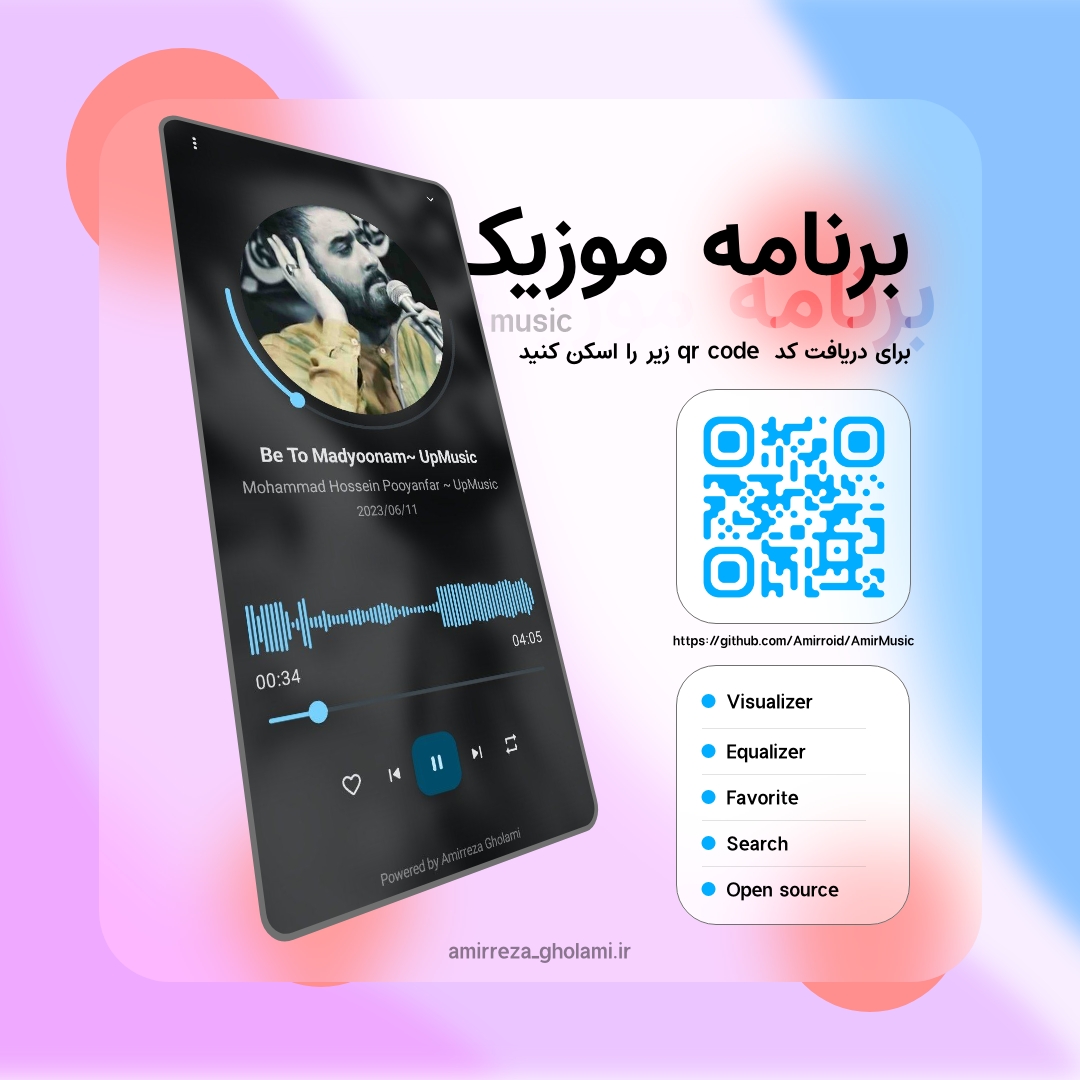 برنامه موزیک
music
برای دریافت کد qr code زیر را اسکن کنید
Be To Madyoonam~ UpMusic
Mohammad Hossein Pooyanfar ~ UpMusic
2023/06/11
04:05
00:34
Powered by Amirreza Gholami
https://github.com/Amirroid/AmirMusic
Visualizer
Equalizer
Favorite
Search
Open source
amirreza_gholami.ir